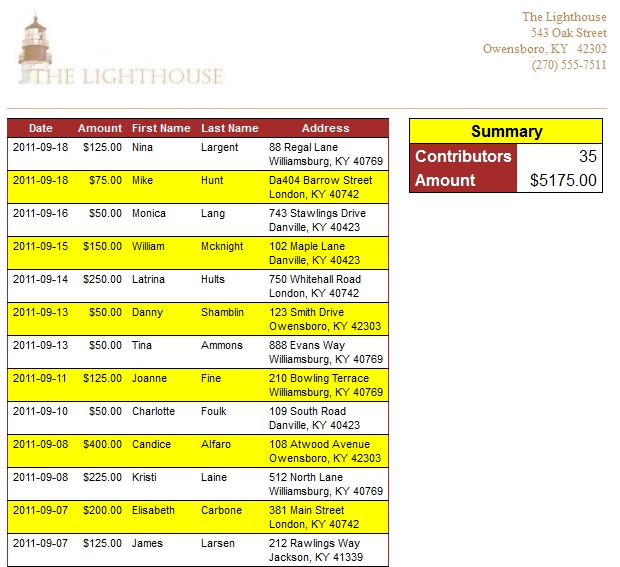 THE LIGHTHOUSE
The Lighthouse
543 Oak Street
Owensboro, KY 42302
(270) 555-7511
Date Amount First Name Last Name Address
2011-09-18 $125.00 Nina Largent 88 Regal Lane
Williamsburg, KY 40769
2011-09-18 $75.00 Mike Hunt Da404 Barrow Street
London, KY 40742
2011-09-16 $50.00 Monica Lang 743 Stawlings Drive
Danville, KY 40423
2011-09-15 $150.00 William Mcknight 102 Maple Lane
Danville, KY 40423
2011-09-14 $250.00 Latrina Hults 750 Whitehall Road
London, KY 40742
2011-09-13 $50.00 Danny Shamblin 123 Smith Drive
Owensboro, KY 42303
2011-09-13 $50.00 Tina Ammons 888 Evans Way
Williamsburg, KY 40769
2011-09-11 $125.00 Joanne Fine 210 Bowling Terrace
Williamsburg, KY 40769
2011-09-10 $50.00 Charlotte Foulk 109 South Road
Danville, KY 40423
2011-09-08 $400.00 Candice Alfaro 108 Atwood Avenue
Owensboro, KY 42303
2011-09-08 $225.00 Kristi Laine 512 North Lane
Williamsburg, KY 40769
2011-09-07 $200.00 Elisabeth Carbone 381 Main Street
London, KY 40742
2011-09-07 $125.00 James Larsen 212 Rawlings Way
Jackson, KY 41339
Summary
Contributors 35
Amount $5175.00